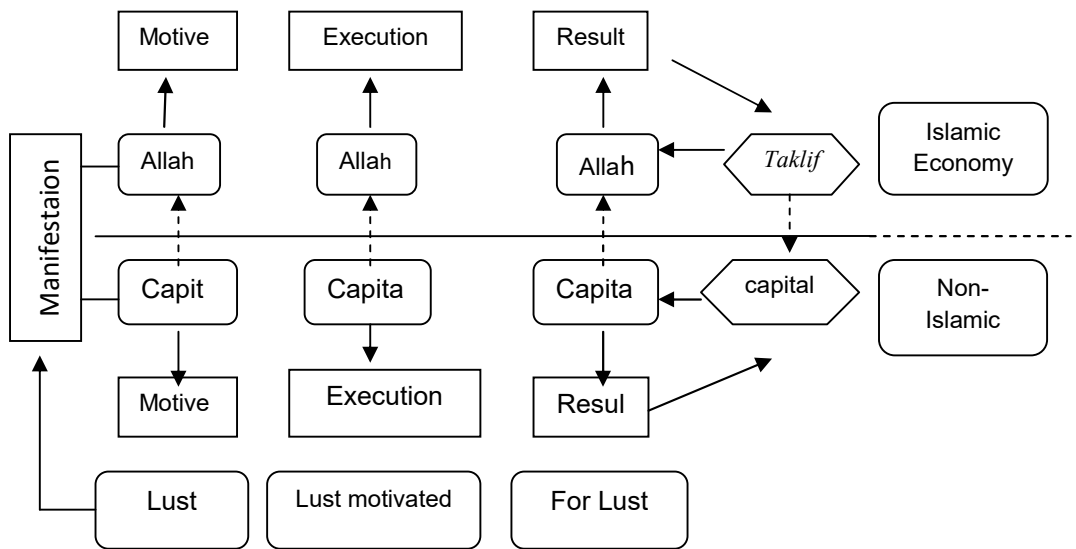 Motive
Execution
Result
Allah
Allah
Allah
Taklif
Islamic
Economy
Manifestaion
Capit
Capita
Capita
capital
Non-
Islamic
Motive
Execution
Resul
Lust
Lust motivated
For Lust